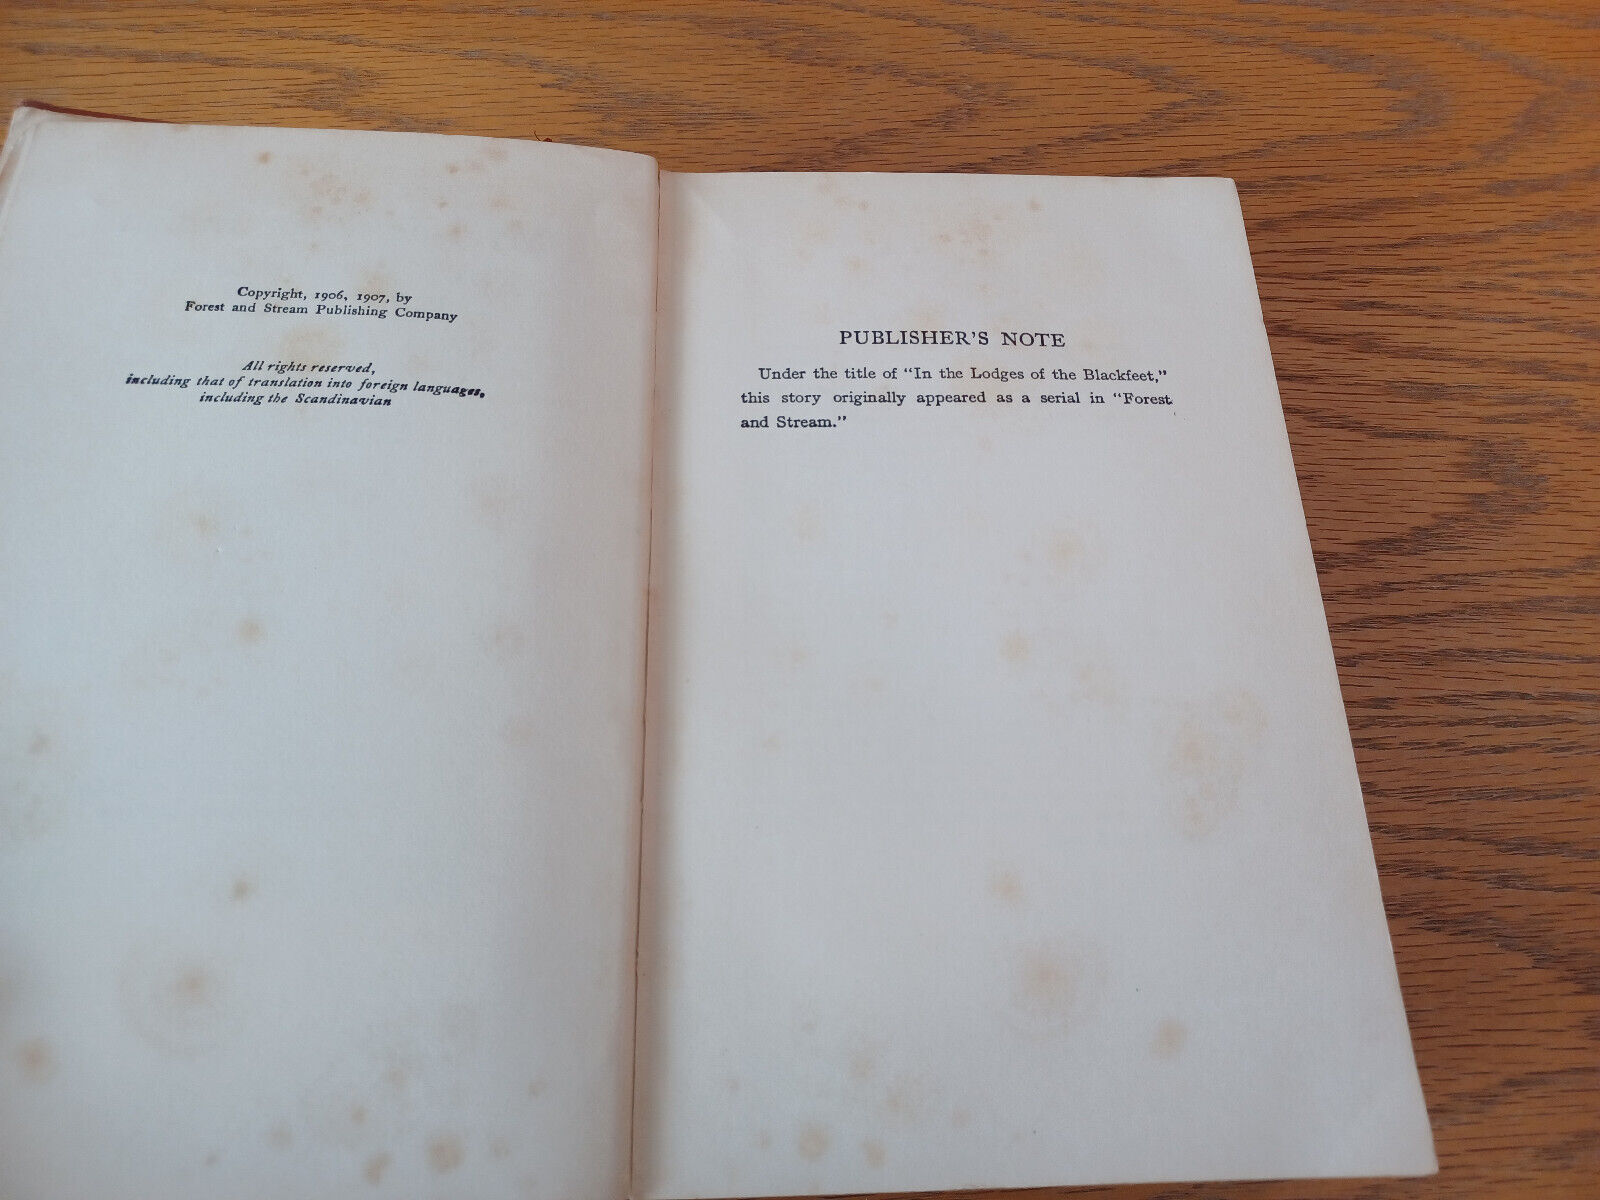 Copyright, 1906, 1907, by
Forest and Stream Publishing Company
All rights reserved,
including that of translation into foreign languages,
including the Scandinavian
PUBLISHER'S NOTE
Under the title of "In the Lodges of the Blackfeet,"
this story originally appeared as a serial in "Forest
and Stream."